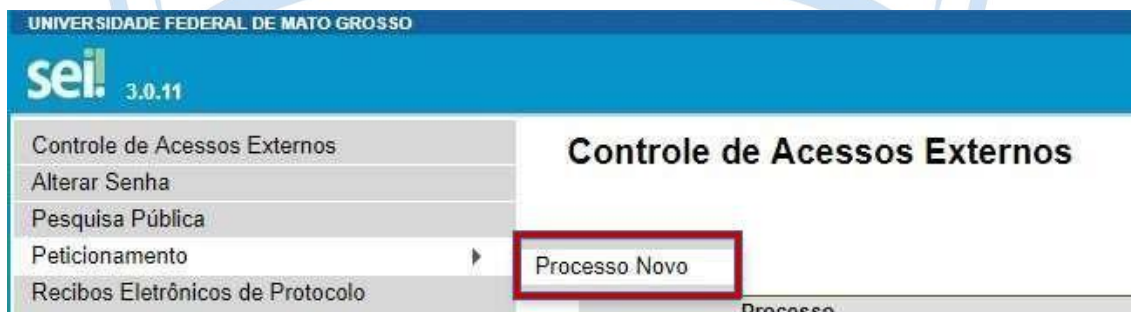 UNIVERSIDADE FEDERAL DE MATO GROSSO
sei! 3.0.11
Controle de Acessos Externos
Alterar Senha
Pesquisa Pública
Peticionamento
Recibos Eletrônicos de Protocolo
Controle de Acessos Externos
Processo Novo
Processo